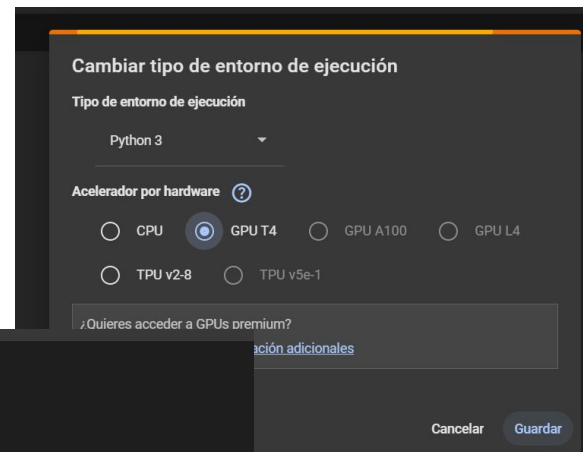 Cambiar tipo de entorno de ejecución
Tipo de entorno de ejecución
Python 3
Acelerador por hardware
CPU GPU T4 GPU A100 GPU L4
TPU v2-8 TPU v5e-1
¿Quieres acceder a GPUs premium?
ación adicionales
Cancelar Guardar